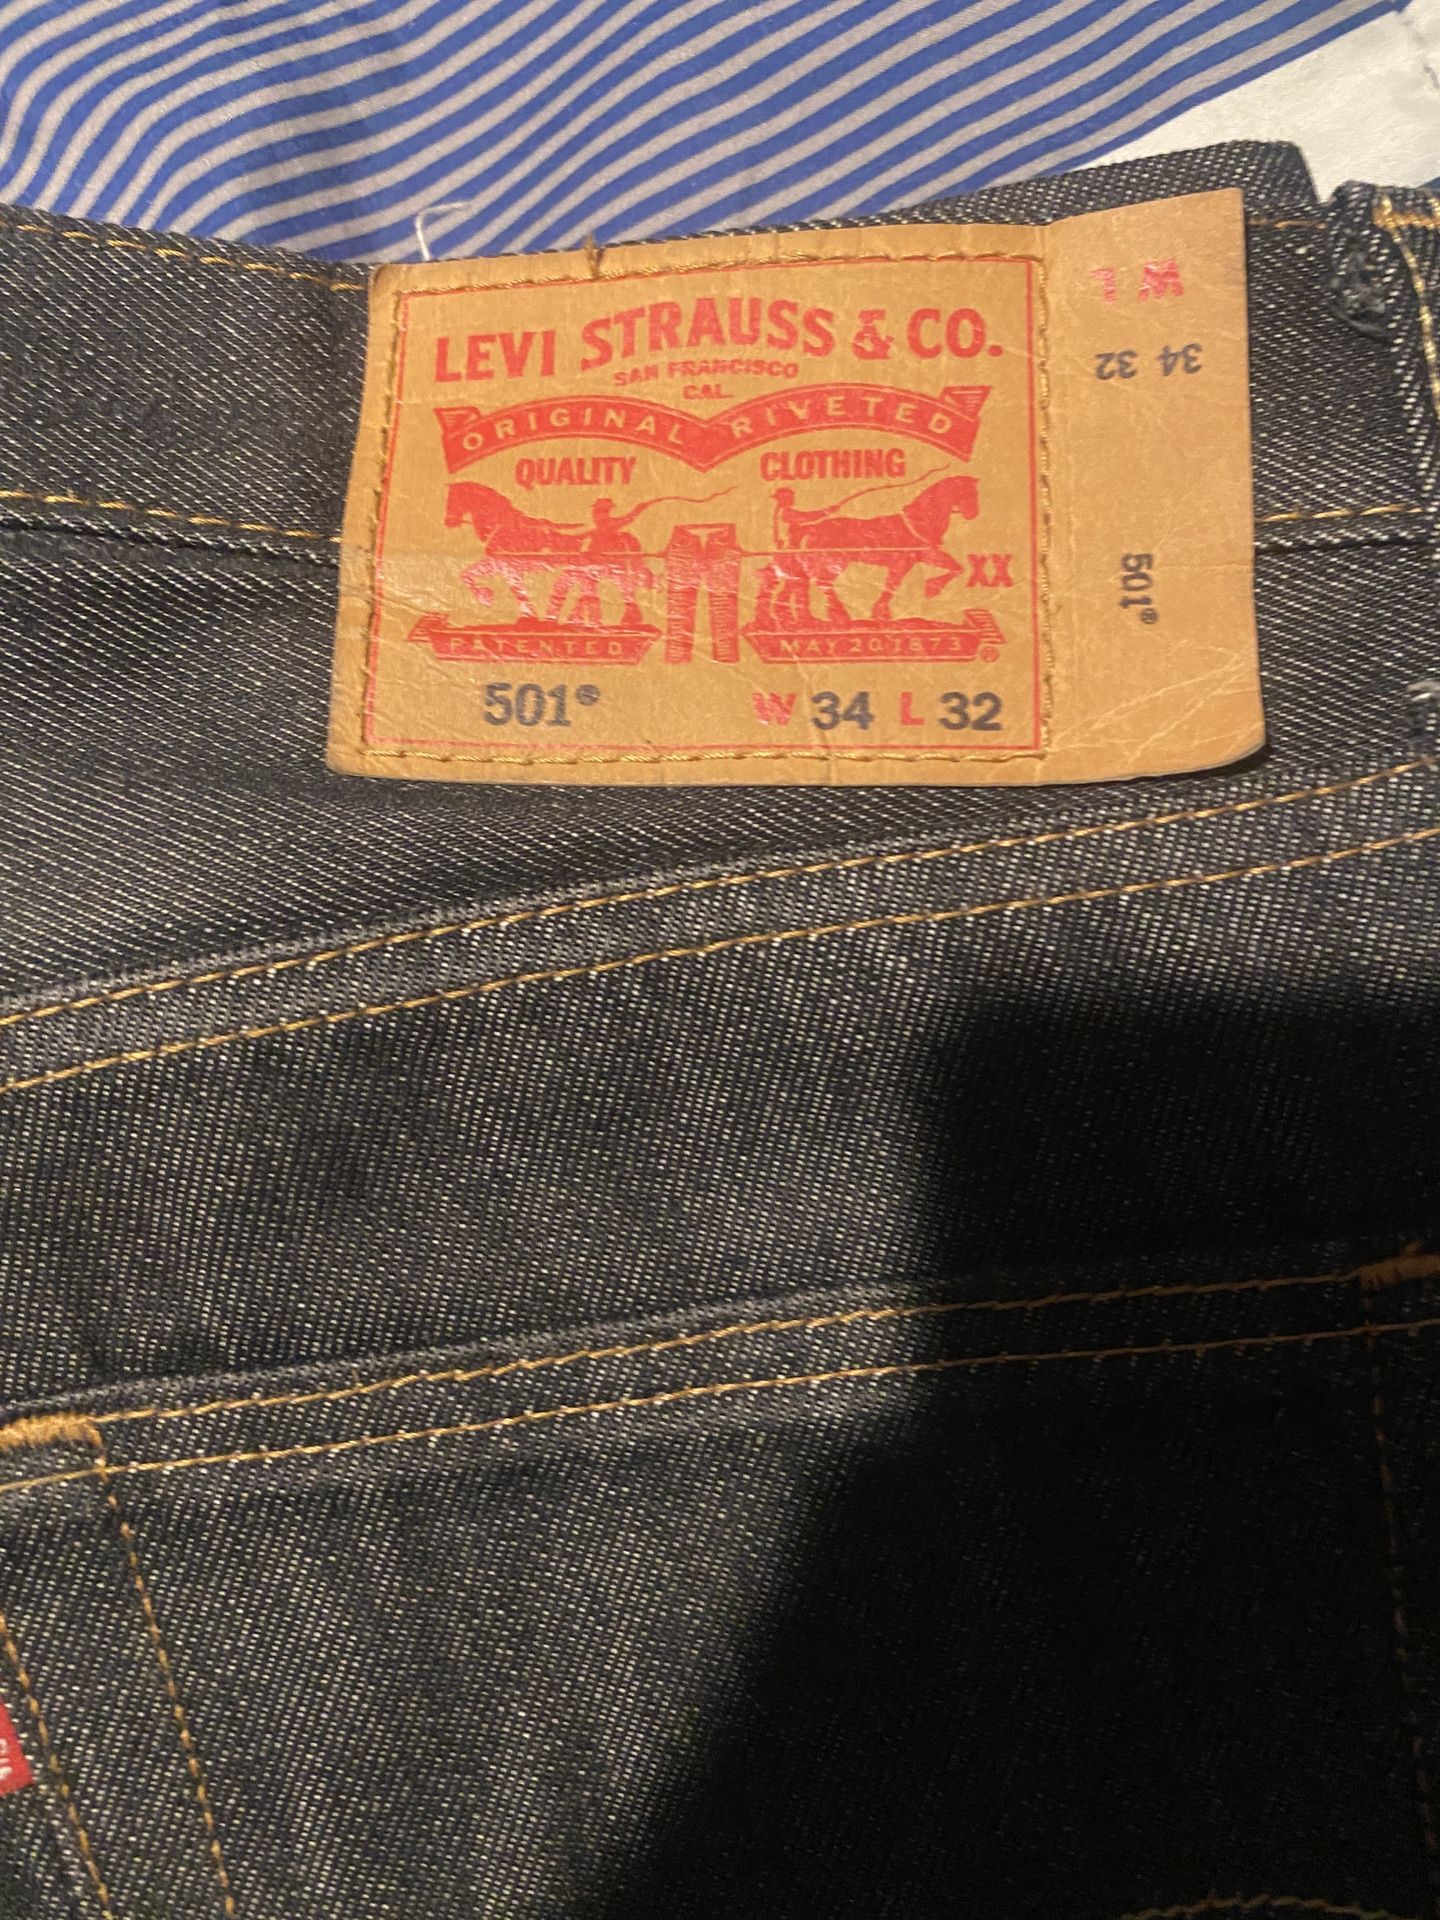 LEVI STRAUSS & CO.
SAN FRANCISCO
CAL.
ORIGINAL RIVETED
QUALITY CLOTHING
XX
PATENTED MAY 20 1873 ®
501® W 34 L 32
W L
34 32
501®